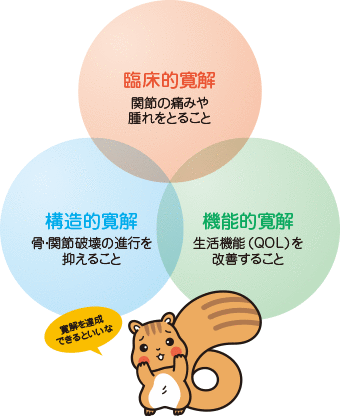 臨床的寛解
関節の痛みや
腫れをとること
構造的寛解
骨・関節破壊の進行を
抑えること
機能的寛解
生活機能(QOL)を
改善すること
寛解を達成
できるといいな